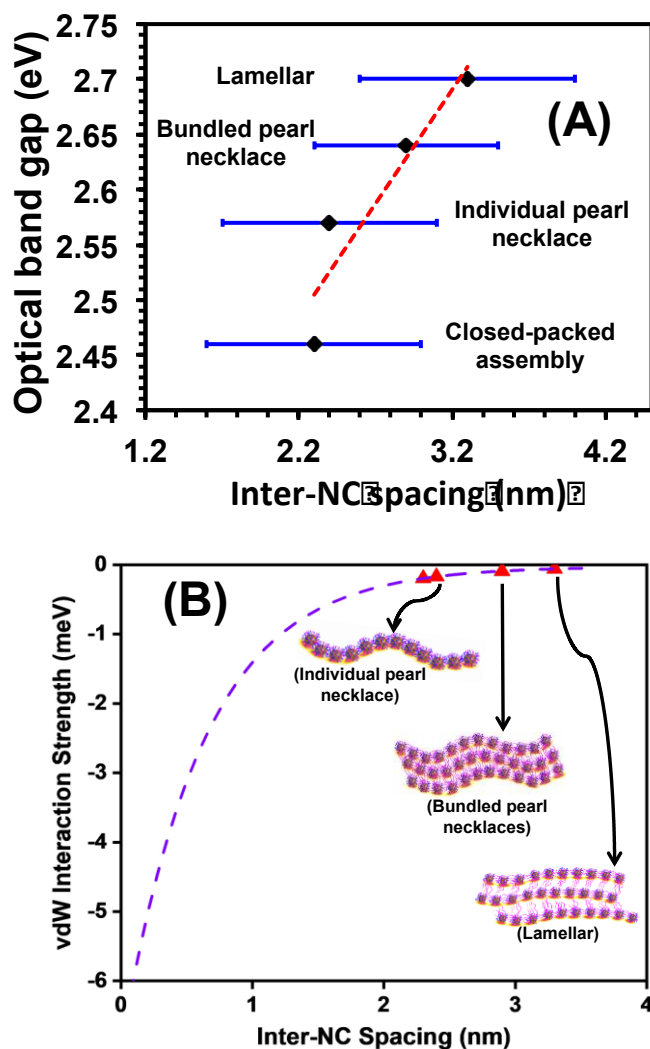 2.75
2.7
2.65
2.6
2.55
2.5
2.45
2.4
Optical band gap (eV)
Lamellar
(A)
Bundled pearl
necklace
Individual pearl
necklace
Closed-packed
assembly
1.2 2.2 3.2 4.2
Inter-NC spacing (nm)
0
-1
-2
-3
-4
-5
-6
vdW Interaction Strength (meV)
(B)
(Individual pearl
necklace)
(Bundled pearl
necklaces)
(Lamellar)
0 1 2 3 4
Inter-NC Spacing (nm)